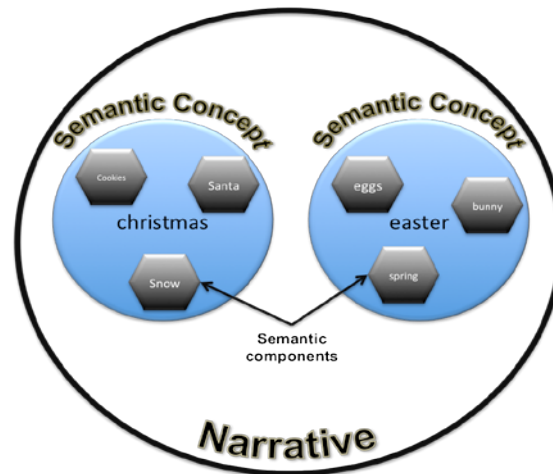 Semantic Concept
Semantic Concept
Cookies
Santa
christmas
Snow
eggs
bunny
easter
spring
Semantic
components
Narrative